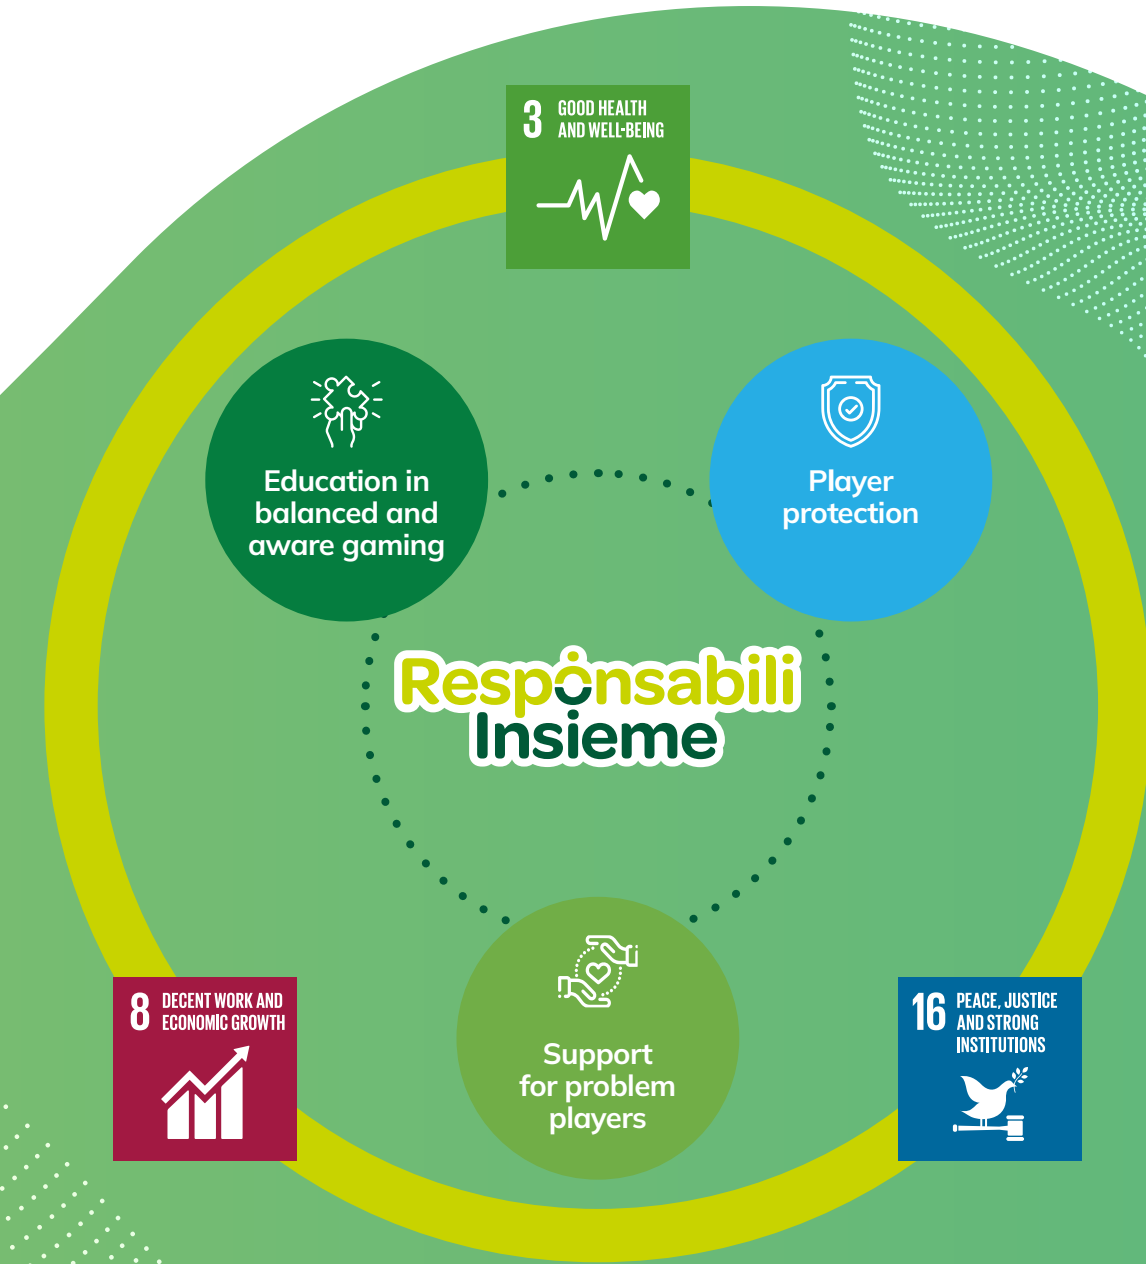 3
GOOD HEALTH
AND WELL-BEING
Education in
balanced and
aware gaming
Player
protection
Responsabili
Insieme
8
DECENT WORK AND
ECONOMIC GROWTH
Support
for problem
players
16
PEACE, JUSTICE
AND STRONG
INSTITUTIONS